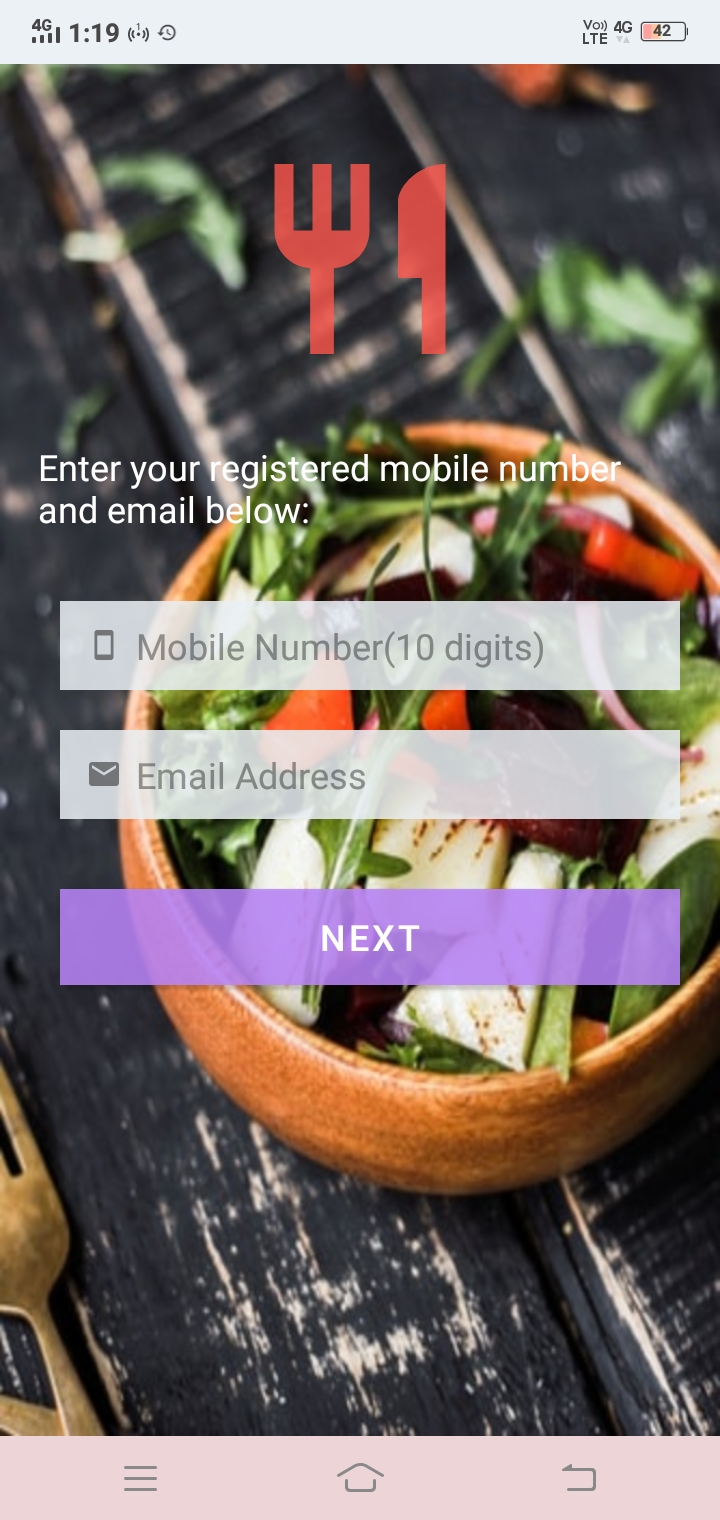 4G 1:19 Vo)) LTE 4G 42
Enter your registered mobile number
and email below:
Mobile Number(10 digits)
Email Address
NEXT